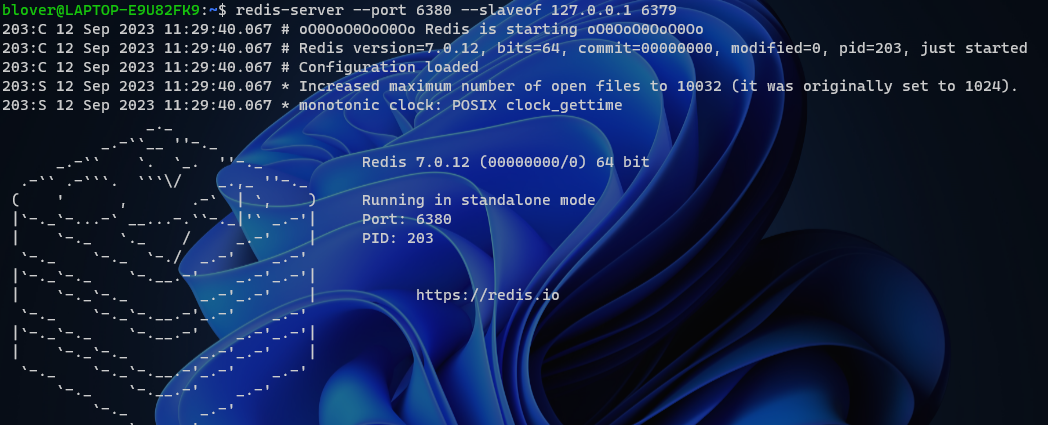 blover@LAPTOP-E9U82FK9:~$ redis-server --port 6380 --slaveof 127.0.0.1 6379
203:C 12 Sep 2023 11:29:40.067 # oO0OoO0OoO0Oo Redis is starting oO0OoO0OoO0Oo
203:C 12 Sep 2023 11:29:40.067 # Redis version=7.0.12, bits=64, commit=00000000, modified=0, pid=203, just started
203:C 12 Sep 2023 11:29:40.067 # Configuration loaded
203:S 12 Sep 2023 11:29:40.067 * Increased maximum number of open files to 10032 (it was originally set to 1024).
203:S 12 Sep 2023 11:29:40.067 * monotonic clock: POSIX clock_gettime
Redis 7.0.12 (00000000/0) 64 bit
Running in standalone mode
Port: 6380
PID: 203
https://redis.io